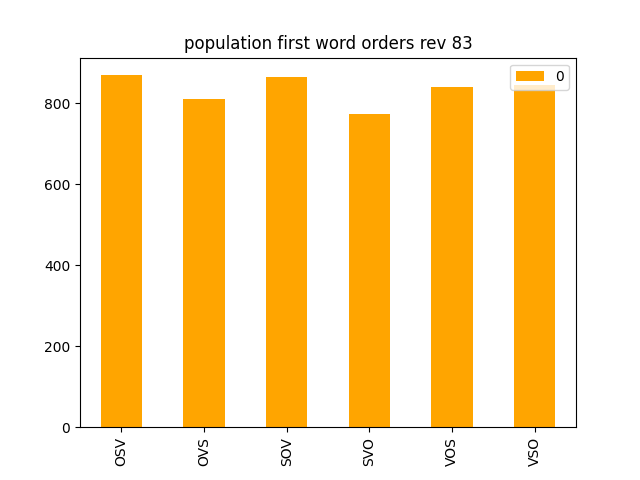 population first word orders rev 83
0
800
600
400
200
0
OSV
OVS
SOV
SVO
VOS
VSO